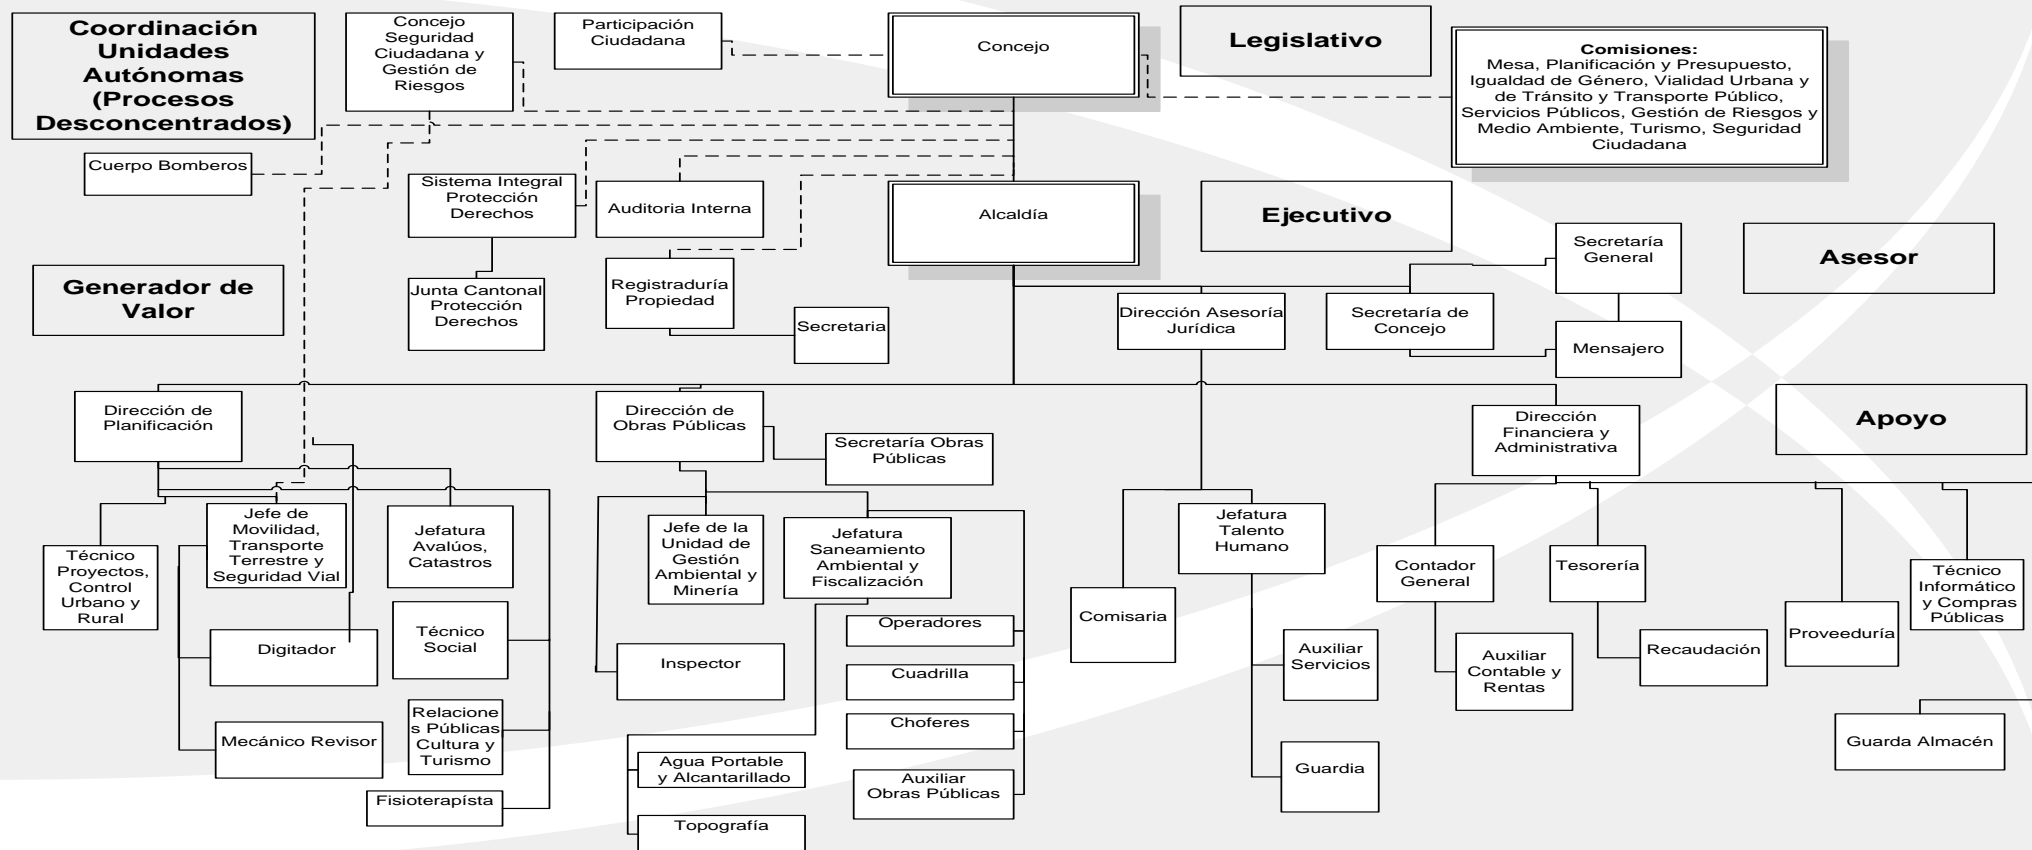 Coordinación
Unidades
Autónomas
(Procesos
Desconcentrados)
Concejo
Seguridad
Ciudadana y
Gestión de
Riesgos
Participación
Ciudadana
Concejo
Legislativo
Comisiones:
Mesa, Planificación y Presupuesto,
Igualdad de Género, Vialidad Urbana y
de Tránsito y Transporte Público,
Servicios Públicos, Gestión de Riesgos y
Medio Ambiente, Turismo, Seguridad
Ciudadana
Cuerpo Bomberos
Sistema Integral
Protección
Derechos
Auditoria Interna
Alcaldía
Ejecutivo
Secretaría
General
Asesor
Generador de
Valor
Junta Cantonal
Protección
Derechos
Registraduría
Propiedad
Secretaria
Dirección Asesoría
Jurídica
Secretaría de
Concejo
Mensajero
Dirección de
Planificación
Dirección de
Obras Públicas
Secretaría Obras
Públicas
Dirección
Financiera y
Administrativa
Apoyo
Técnico
Proyectos,
Control
Urbano y
Rural
Jefe de
Movilidad,
Transporte
Terrestre y
Seguridad Vial
Jefatura
Avalúos,
Catastros
Jefe de la
Unidad de
Gestión
Ambiental y
Minería
Jefatura
Saneamiento
Ambiental y
Fiscalización
Jefatura
Talento
Humano
Contador
General
Tesorería
Técnico
Informático
y Compras
Públicas
Comisaria
Digitador
Técnico
Social
Inspector
Operadores
Cuadrilla
Choferes
Auxiliar
Obras Públicas
Auxiliar
Servicios
Auxiliar
Contable y
Rentas
Recaudación
Proveeduría
Mecánico Revisor
Relacione
s Públicas
Cultura y
Turismo
Agua Portable
y Alcantarillado
Guardia
Guarda Almacén
Fisioterapísta
Topografía